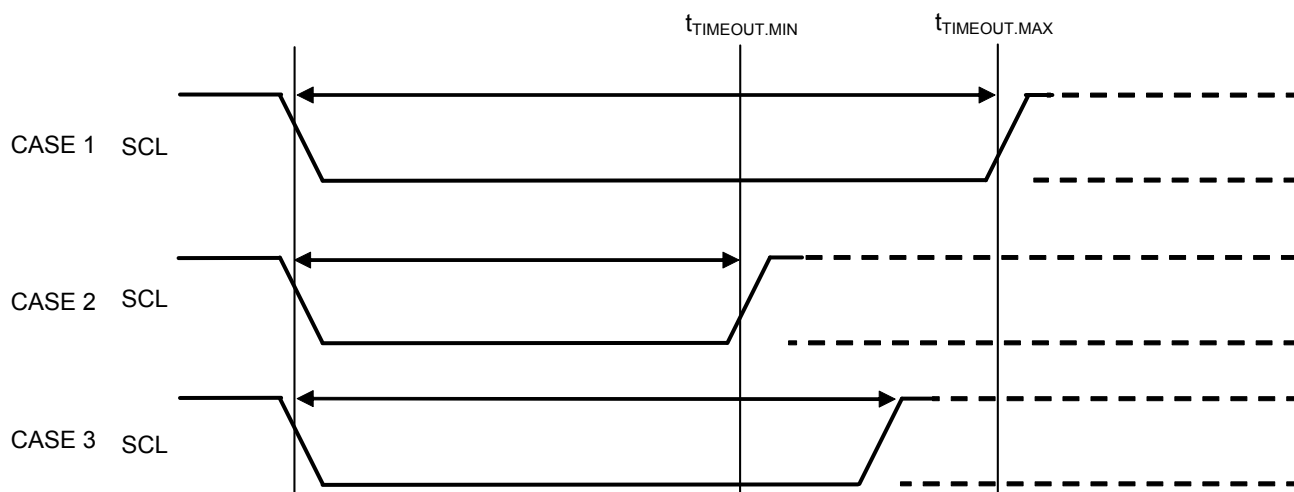 tTIMEOUT.MIN tTIMEOUT.MAX
CASE 1 SCL
CASE 2 SCL
CASE 3 SCL